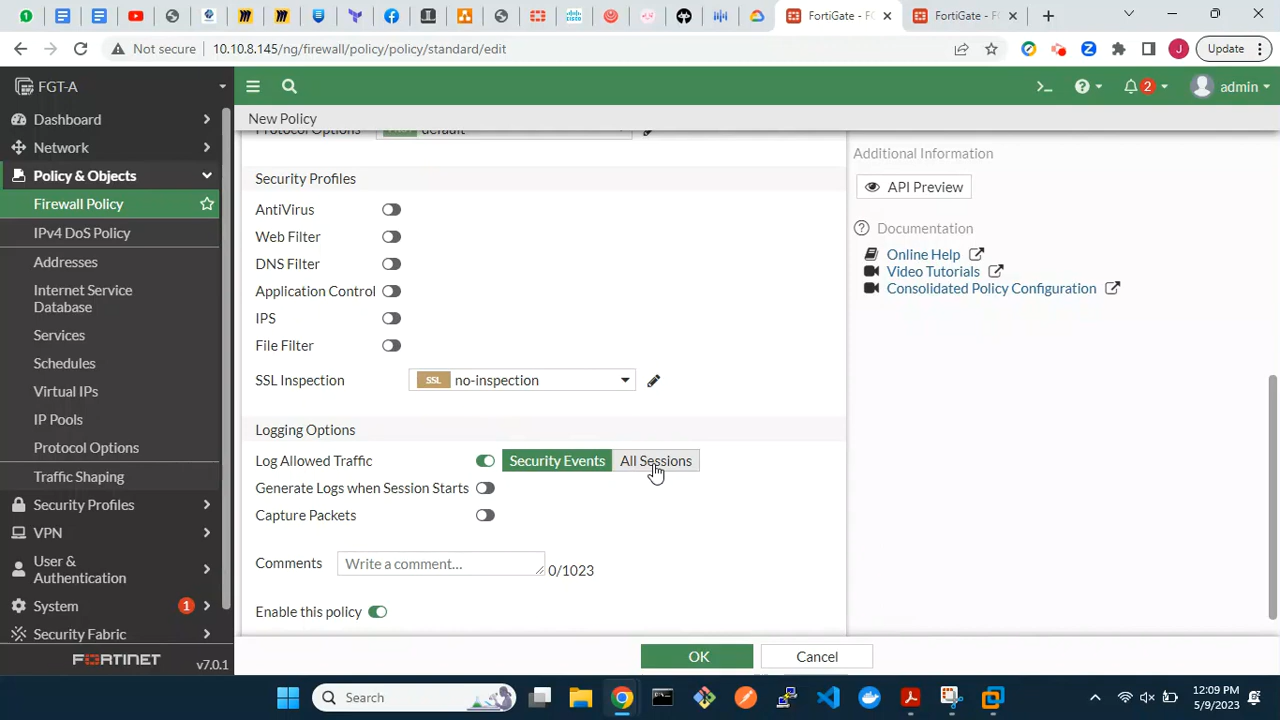 FortiGate - FC
FortiGate - FC
Not secure
10.10.8.145/ng/firewall/policy/policy/standard/edit
J
Update
FGT-A
2
admin
Dashboard
Network
Policy & Objects
Firewall Policy
IPv4 DoS Policy
Addresses
Internet Service
Database
Services
Schedules
Virtual IPs
IP Pools
Protocol Options
Traffic Shaping
Security Profiles
VPN
User &
Authentication
System
1
Security Fabric
FORTINET
v7.0.1
New Policy
Protocol Options
default
Security Profiles
AntiVirus
Web Filter
DNS Filter
Application Control
IPS
File Filter
SSL Inspection
SSL
no-inspection
Logging Options
Log Allowed Traffic
Security Events
All Sessions
Generate Logs when Session Starts
Capture Packets
Comments
Write a comment...
0/1023
Enable this policy
OK
Cancel
Additional Information
API Preview
Documentation
Online Help
Video Tutorials
Consolidated Policy Configuration
Search
12:09 PM
5/9/2023